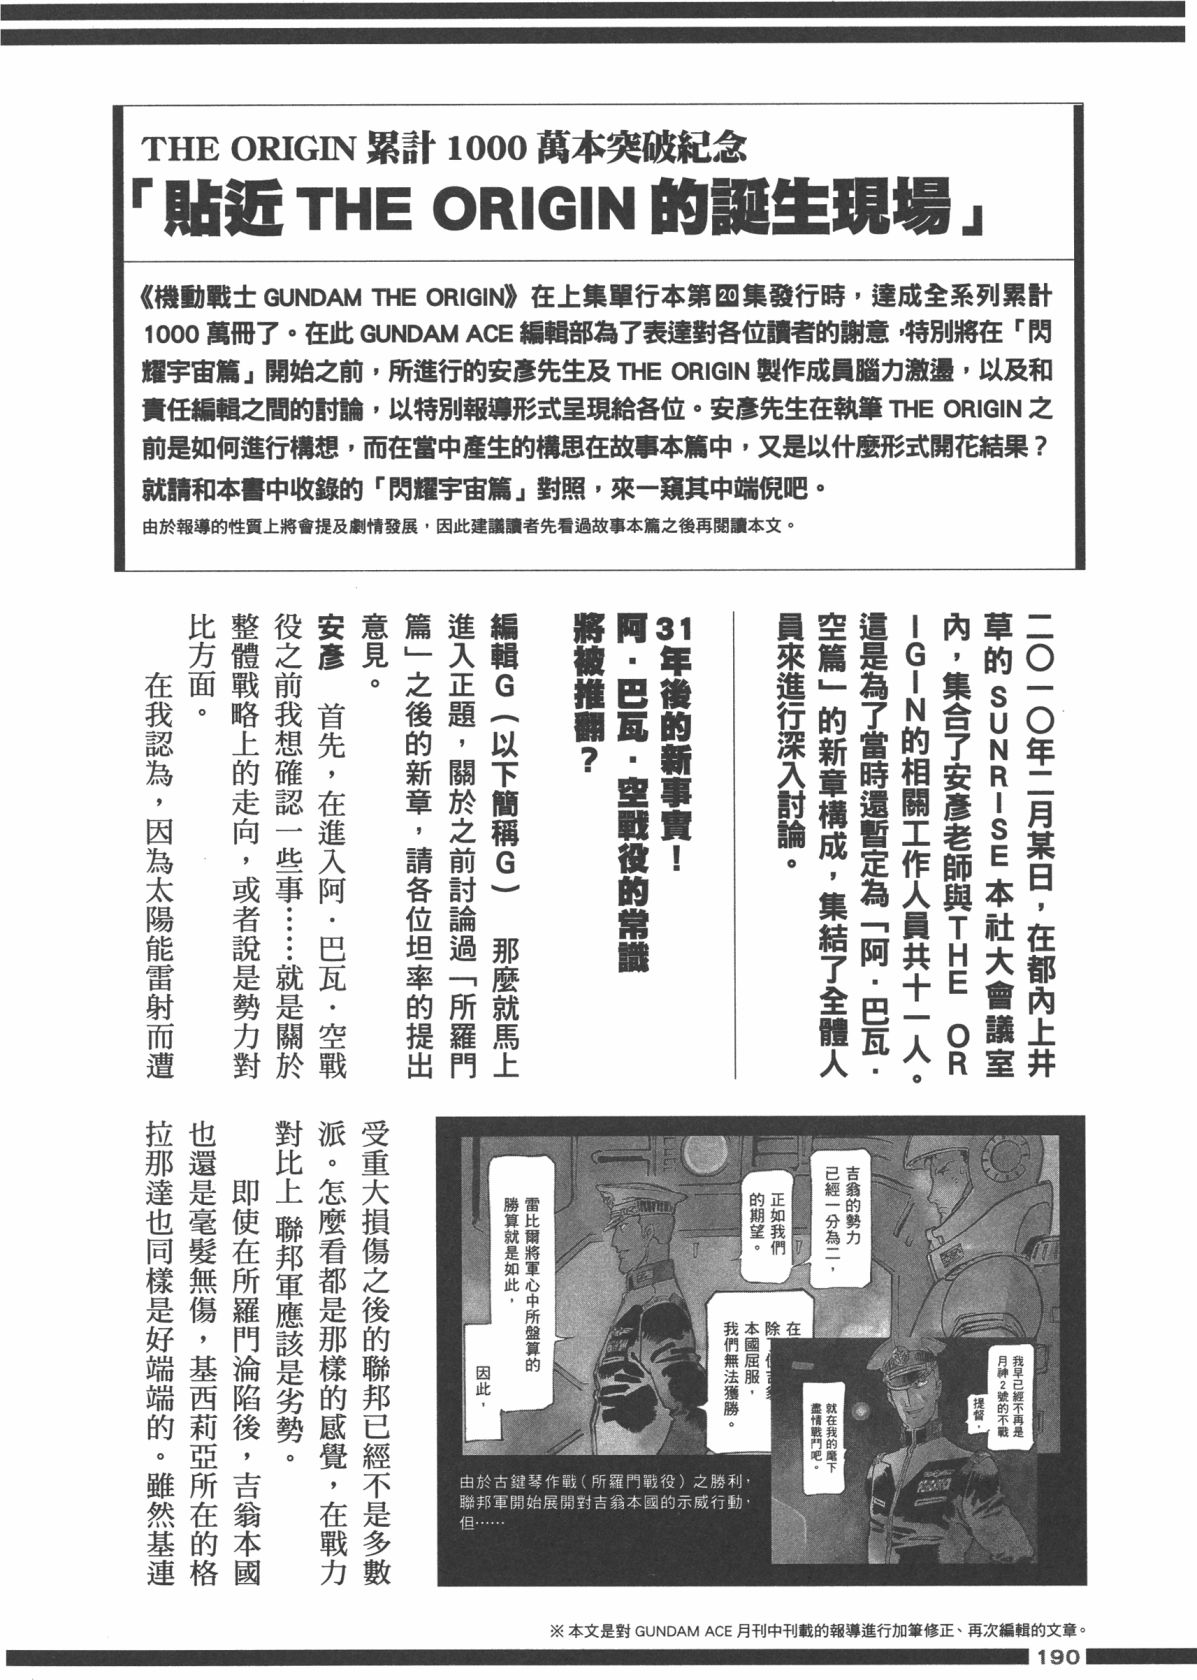 THE ORIGIN 累計 1000 萬本突破紀念
「貼近 THE ORIGIN 的誕生現場」
《機動戰士 GUNDAM THE ORIGIN》在上集單行本第20集發行時，達成全系列累計
1000 萬冊了。在此 GUNDAM ACE 編輯部為了表達對各位讀者的謝意，特別將在「閃
耀宇宙篇」開始之前，所進行的安彥先生及 THE ORIGIN 製作成員腦力激盪，以及和
責任編輯之間的討論，以特別報導形式呈現給各位。安彥先生在執筆 THE ORIGIN 之
前是如何進行構想，而在當中產生的構思在故事本篇中，又是以什麼形式開花結果？
就請和本書中收錄的「閃耀宇宙篇」對照，來一窺其中端倪吧。
由於報導的性質上將會提及劇情發展，因此建議讀者先看過故事本篇之後再閱讀本文。
二〇一〇年二月某日，在都內上井
草的 SUNRISE 本社大會議室
內，集合了安彥老師與THE OR
IGIN的相關工作人員共十一人。
這是為了當時還暫定為「阿．巴瓦．
空篇」的新章構成，集結了全體人
員來進行深入討論。
31年後的新事實！
阿．巴瓦．空戰役的常識
將被推翻？
編輯G（以下簡稱G） 那麼就馬上
進入正題，關於之前討論過「所羅門
篇」之後的新章，請各位坦率的提出
意見。
安彥 首先，在進入阿．巴瓦．空戰
役之前我想確認一些事……就是關於
整體戰略上的走向，或者說是勢力對
比方面。
在我認為，因為太陽能雷射而遭
吉翁的勢力
已經一分為二，
正如我們
的期望。
雷比爾將軍心中所盤算的
勝算就是如此，
因此，
在
除
本國屈服，
我們無法獲勝。
我早已經不再是
月神2號的不戰
提督，
就在我的麾下
盡情戰鬥吧。
由於古鍵琴作戰（所羅門戰役）之勝利，
聯邦軍開始展開對吉翁本國的示威行動，
但……
受重大損傷之後的聯邦已經不是多數
派。怎麼看都是那樣的感覺，在戰力
對比上 聯邦軍應該是劣勢。
即使在所羅門淪陷後，吉翁本國
也還是毫髮無傷，基西莉亞所在的格
拉那達也同樣是好端端的。雖然基連
※ 本文是對 GUNDAM ACE 月刊中刊載的報導進行加筆修正、再次編輯的文章。
190